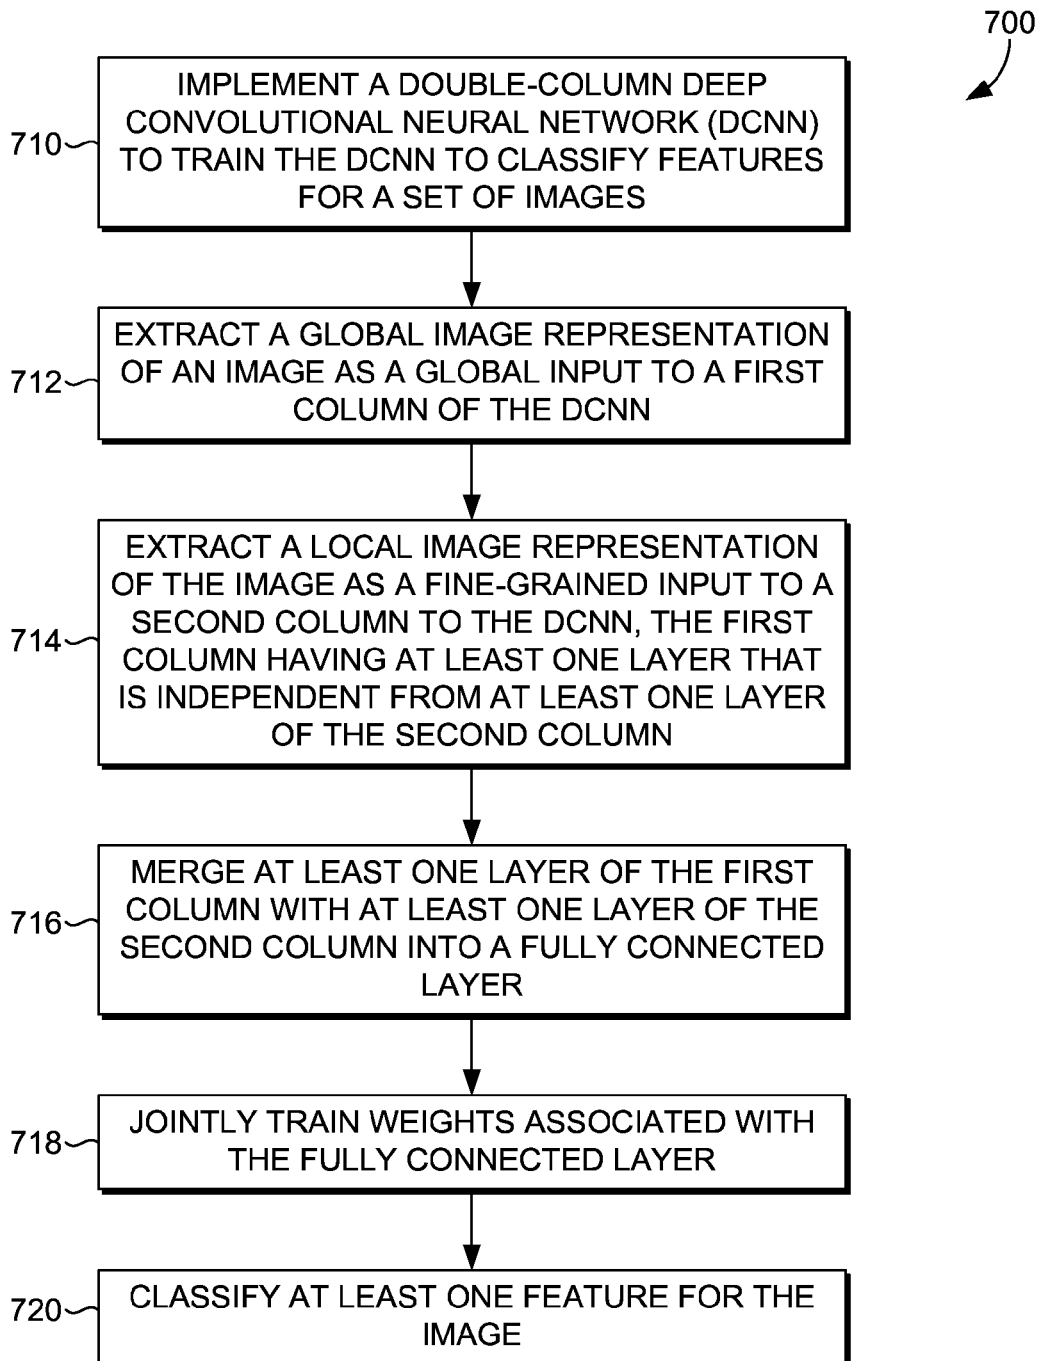 700
710
IMPLEMENT A DOUBLE-COLUMN DEEP
CONVOLUTIONAL NEURAL NETWORK (DCNN)
TO TRAIN THE DCNN TO CLASSIFY FEATURES
FOR A SET OF IMAGES
712
EXTRACT A GLOBAL IMAGE REPRESENTATION
OF AN IMAGE AS A GLOBAL INPUT TO A FIRST
COLUMN OF THE DCNN
714
EXTRACT A LOCAL IMAGE REPRESENTATION
OF THE IMAGE AS A FINE-GRAINED INPUT TO A
SECOND COLUMN TO THE DCNN, THE FIRST
COLUMN HAVING AT LEAST ONE LAYER THAT
IS INDEPENDENT FROM AT LEAST ONE LAYER
OF THE SECOND COLUMN
716
MERGE AT LEAST ONE LAYER OF THE FIRST
COLUMN WITH AT LEAST ONE LAYER OF THE
SECOND COLUMN INTO A FULLY CONNECTED
LAYER
718
JOINTLY TRAIN WEIGHTS ASSOCIATED WITH
THE FULLY CONNECTED LAYER
720
CLASSIFY AT LEAST ONE FEATURE FOR THE
IMAGE